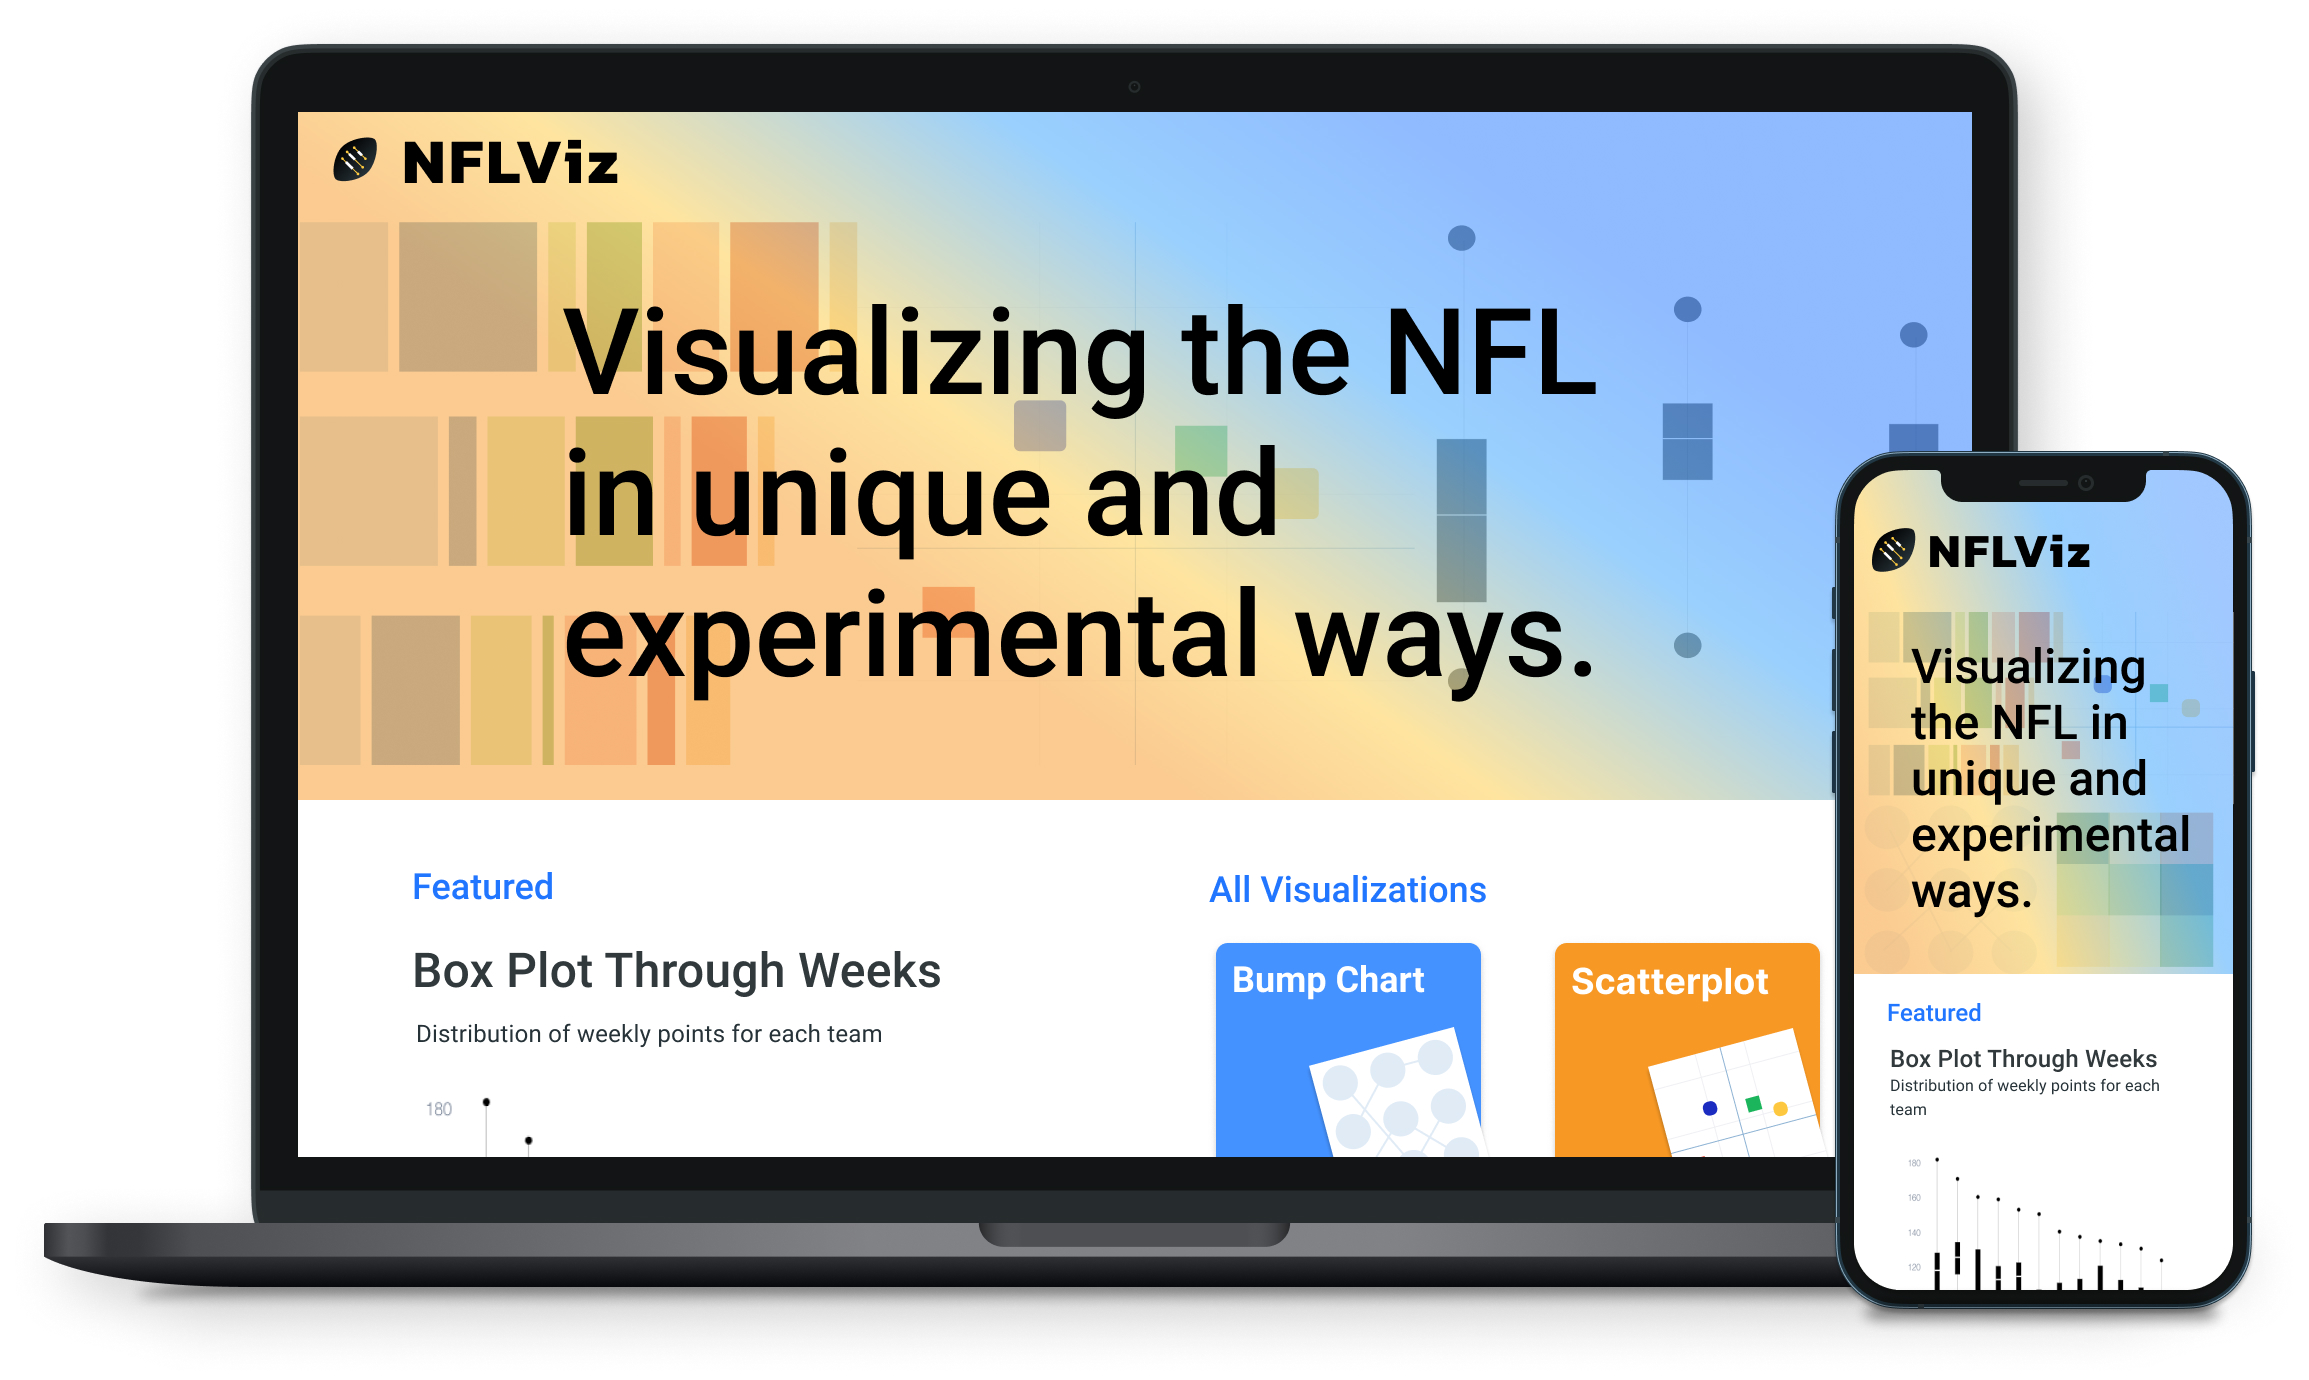 NFLViz
Visualizing the NFL
in unique and
experimental ways.
Featured
Box Plot Through Weeks
Distribution of weekly points for each team
180
All Visualizations
Bump Chart
Scatterplot
NFLViz
Visualizing
the NFL in
unique and
experimental
ways.
Featured
Box Plot Through Weeks
Distribution of weekly points for each
team
180
160
140
120